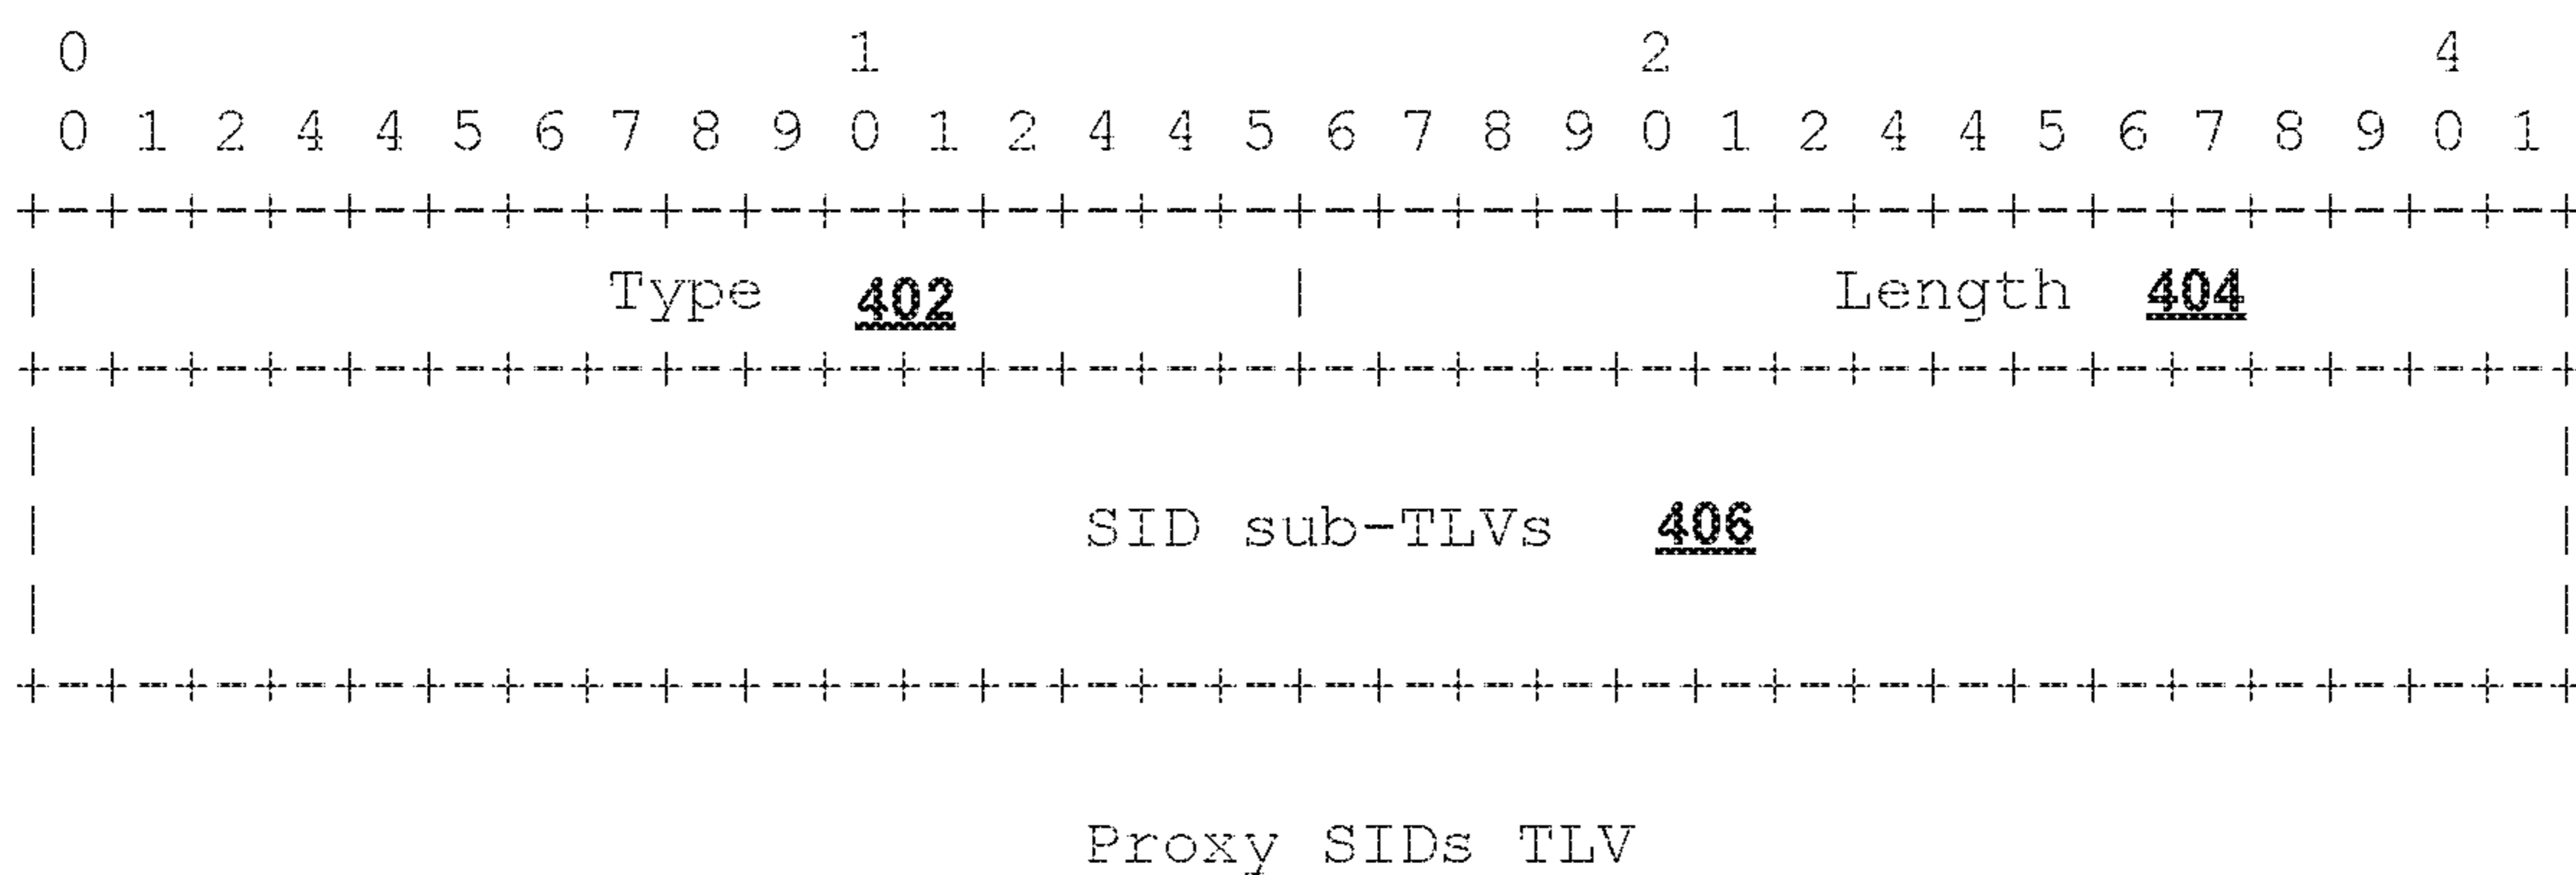 0 1 2 4
0 1 2 4 4 5 6 7 8 9 0 1 2 4 4 5 6 7 8 9 0 1 2 4 4 5 6 7 8 9 0 1
+-+-+-+-+-+-+-+-+-+-+-+-+-+-+-+-+-+-+-+-+-+-+-+-+-+-+-+-+-+-+-+-+
| Type 402 | Length 404 |
+-+-+-+-+-+-+-+-+-+-+-+-+-+-+-+-+-+-+-+-+-+-+-+-+-+-+-+-+-+-+-+-+
| |
| SID sub-TLVs 406 |
| |
+-+-+-+-+-+-+-+-+-+-+-+-+-+-+-+-+-+-+-+-+-+-+-+-+-+-+-+-+-+-+-+-+
Proxy SIDs TLV